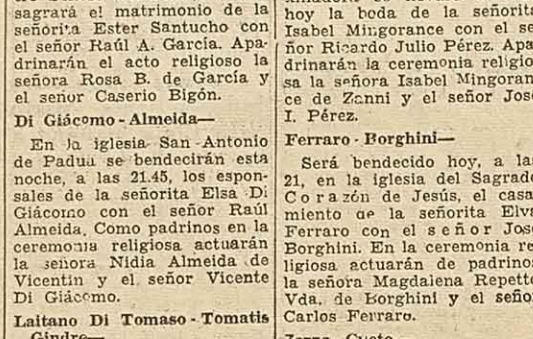 sagrará el matrimonio de la
señorita Ester Santucho con
el señor Raúl A. García. Apa-
drinarán el acto religioso la
señora Rosa B. de García y
el señor Caserio Bigón.
Di Giácomo - Almeida—
En la iglesia San Antonio
de Padua se bendecirán esta
noche, a las 21.45, los espon-
sales de la señorita Elsa Di
Giácomo con el señor Raúl
Almeida. Como padrinos en la
ceremonia religiosa actuarán
la señora Nidia Almeida de
Vicentin y el señor Vicente
Di Giácomo.
Laitano Di Tomaso - Tomatis
Gindre—
hoy la boda de la señorita
Isabel Mingorance con el se
ñor Ricardo Julio Pérez. Apa
drinarán la ceremonia religio
sa la señora Isabel Mingoran
ce de Zanni y el señor Jos
I. Pérez.
Ferraro - Borghini—
Será bendecido hoy, a las
21, en la iglesia del Sagrado
Corazón de Jesús, el casa
miento de la señorita Elva
Ferraro con el señor Jos
Borghini. En la ceremonia re
ligiosa actuarán de padrinos
la señora Magdalena Repetto
Vda. de Borghini y el seño
Carlos Ferraro.